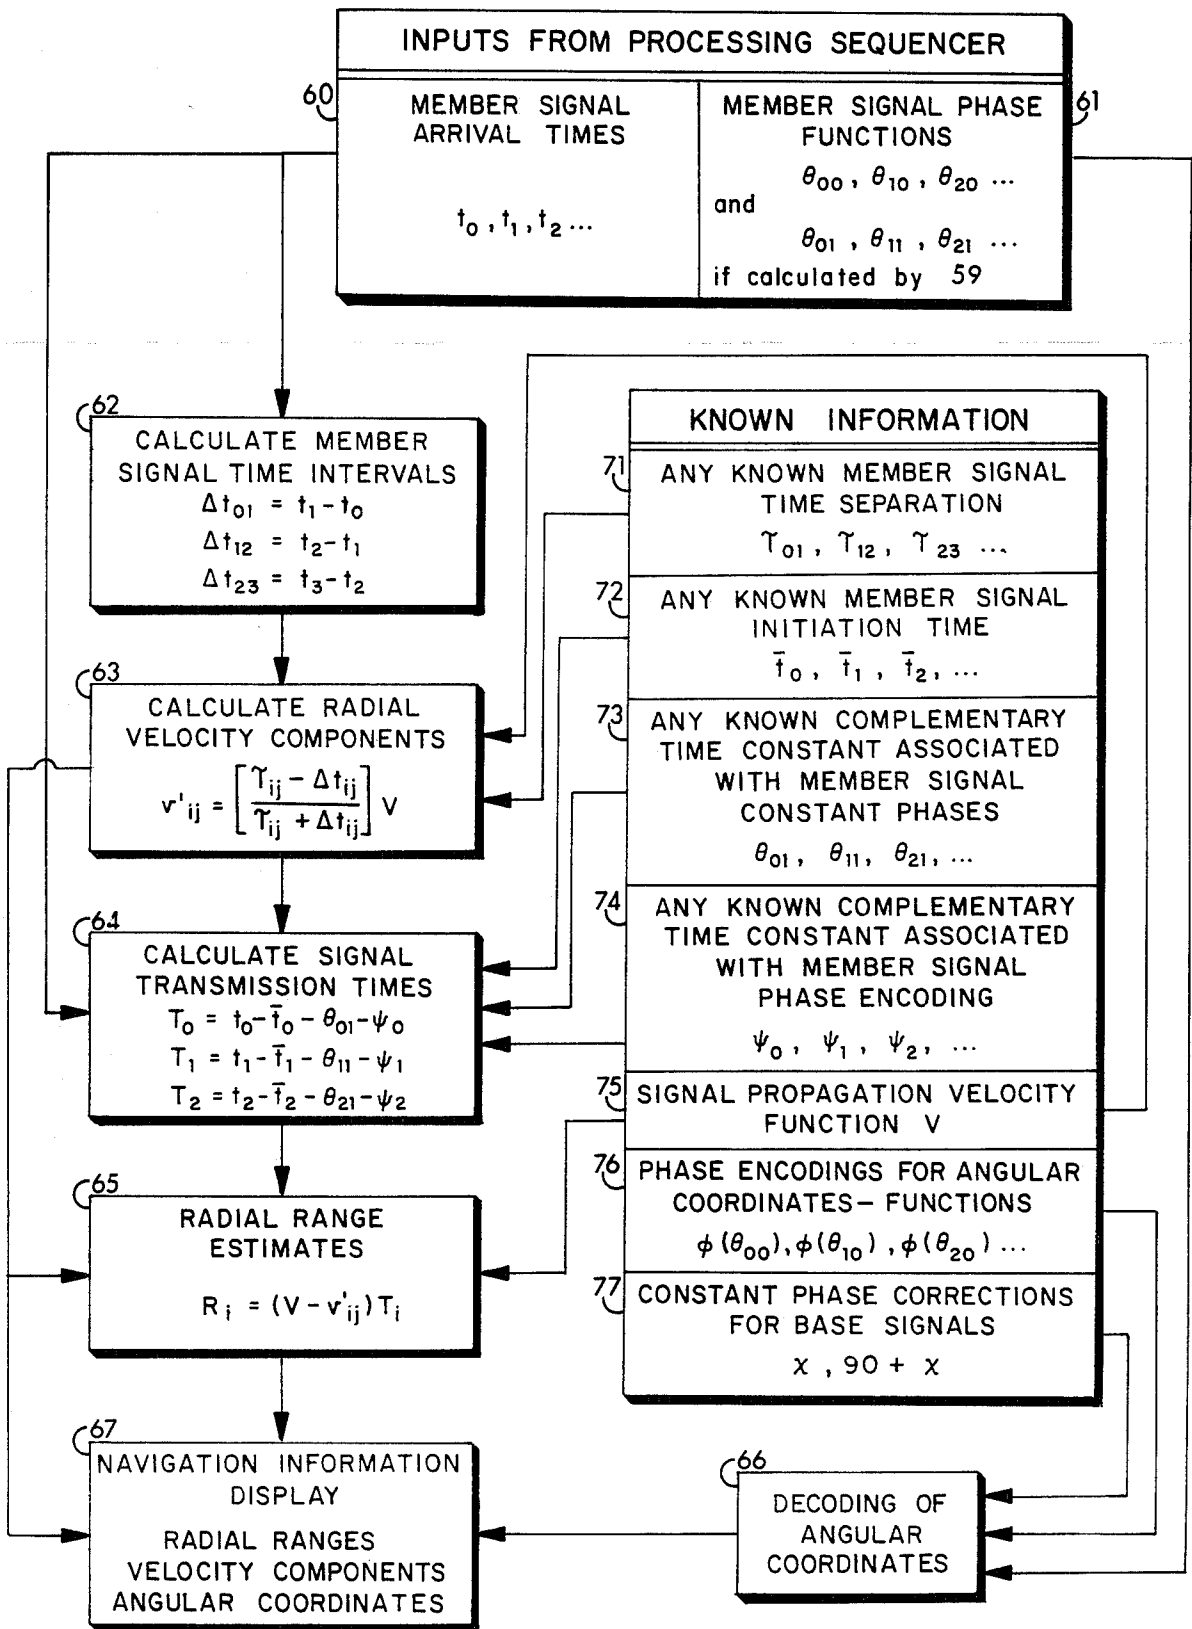 INPUTS FROM PROCESSING SEQUENCER
60
MEMBER SIGNAL
ARRIVAL TIMES
t₀ , t₁ , t₂ ...
61
MEMBER SIGNAL PHASE
FUNCTIONS
θ₀₀ , θ₁₀ , θ₂₀ ...
and
θ₀₁ , θ₁₁ , θ₂₁ ...
if calculated by 59
62
CALCULATE MEMBER
SIGNAL TIME INTERVALS
Δt₀₁ = t₁ – t₀
Δt₁₂ = t₂ – t₁
Δt₂₃ = t₃ – t₂
63
CALCULATE RADIAL
VELOCITY COMPONENTS
v'ᵢⱼ = [(τᵢⱼ – Δtᵢⱼ) / (τᵢⱼ + Δtᵢⱼ)] V
64
CALCULATE SIGNAL
TRANSMISSION TIMES
T₀ = t₀ – t̄₀ – θ₀₁ – ψ₀
T₁ = t₁ – t̄₁ – θ₁₁ – ψ₁
T₂ = t₂ – t̄₂ – θ₂₁ – ψ₂
65
RADIAL RANGE
ESTIMATES
Rᵢ = (V – v'ᵢⱼ) Tᵢ
67
NAVIGATION INFORMATION
DISPLAY
RADIAL RANGES
VELOCITY COMPONENTS
ANGULAR COORDINATES
KNOWN INFORMATION
71
ANY KNOWN MEMBER SIGNAL
TIME SEPARATION
τ₀₁ , τ₁₂ , τ₂₃ ...
72
ANY KNOWN MEMBER SIGNAL
INITIATION TIME
t̄₀ , t̄₁ , t̄₂ , ...
73
ANY KNOWN COMPLEMENTARY
TIME CONSTANT ASSOCIATED
WITH MEMBER SIGNAL
CONSTANT PHASES
θ₀₁ , θ₁₁ , θ₂₁ , ...
74
ANY KNOWN COMPLEMENTARY
TIME CONSTANT ASSOCIATED
WITH MEMBER SIGNAL
PHASE ENCODING
ψ₀ , ψ₁ , ψ₂ , ...
75
SIGNAL PROPAGATION VELOCITY
FUNCTION V
76
PHASE ENCODINGS FOR ANGULAR
COORDINATES – FUNCTIONS
φ(θ₀₀), φ(θ₁₀) , φ(θ₂₀) ...
77
CONSTANT PHASE CORRECTIONS
FOR BASE SIGNALS
χ , 90 + χ
66
DECODING OF
ANGULAR
COORDINATES